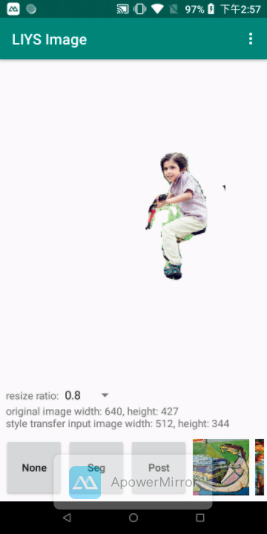 97% 下午2:57
LIYS Image
resize ratio: 0.8
original image width: 640, height: 427
style transfer input image width: 512, height: 344
None Seg Post
ApowerMirror